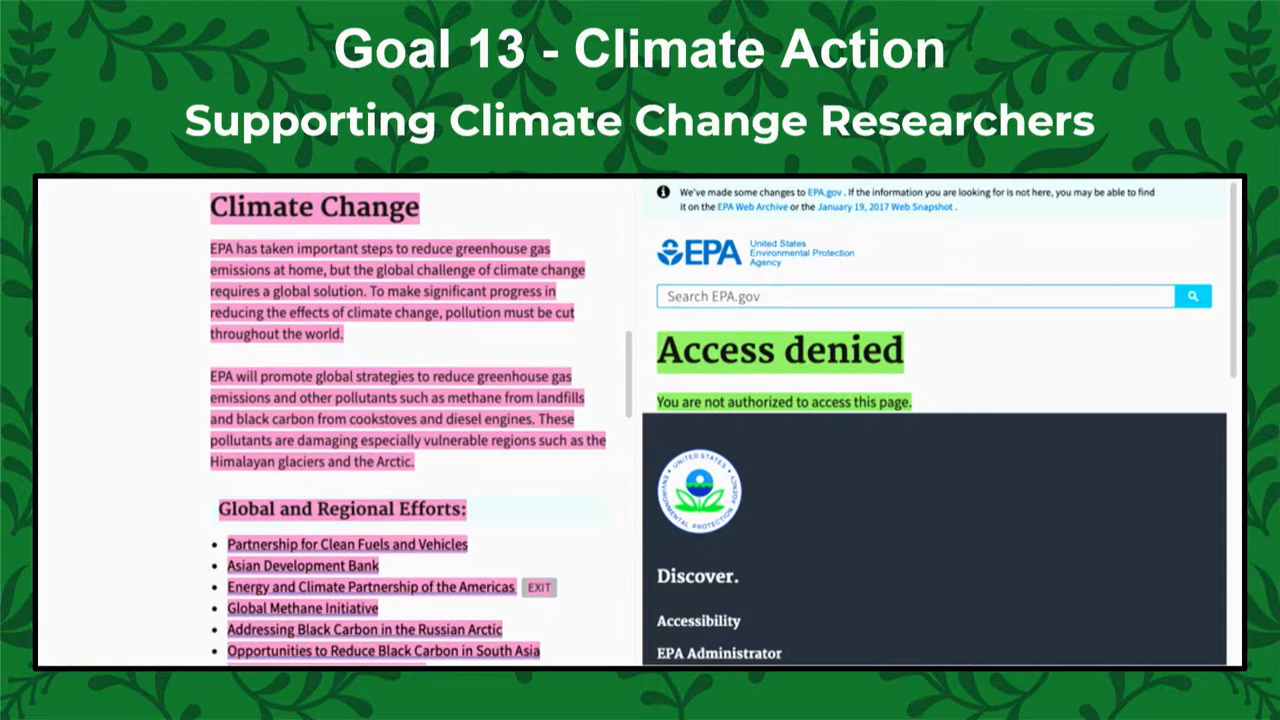 Goal 13 - Climate Action
Supporting Climate Change Researchers
Climate Change
EPA has taken important steps to reduce greenhouse gas
emissions at home, but the global challenge of climate change
requires a global solution. To make significant progress in
reducing the effects of climate change, pollution must be cut
throughout the world.
EPA will promote global strategies to reduce greenhouse gas
emissions and other pollutants such as methane from landfills
and black carbon from cookstoves and diesel engines. These
pollutants are damaging especially vulnerable regions such as the
Himalayan glaciers and the Arctic.
Global and Regional Efforts:
• Partnership for Clean Fuels and Vehicles
• Asian Development Bank
• Energy and Climate Partnership of the Americas EXIT
• Global Methane Initiative
• Addressing Black Carbon in the Russian Arctic
• Opportunities to Reduce Black Carbon in South Asia
We've made some changes to EPA.gov . If the information you are looking for is not here, you may be able to find
it on the EPA Web Archive or the January 19, 2017 Web Snapshot .
EPA
United States
Environmental Protection
Agency
Search EPA.gov
Access denied
You are not authorized to access this page.
UNITED STATES
ENVIRONMENTAL PROTECTION AGENCY
Discover.
Accessibility
EPA Administrator